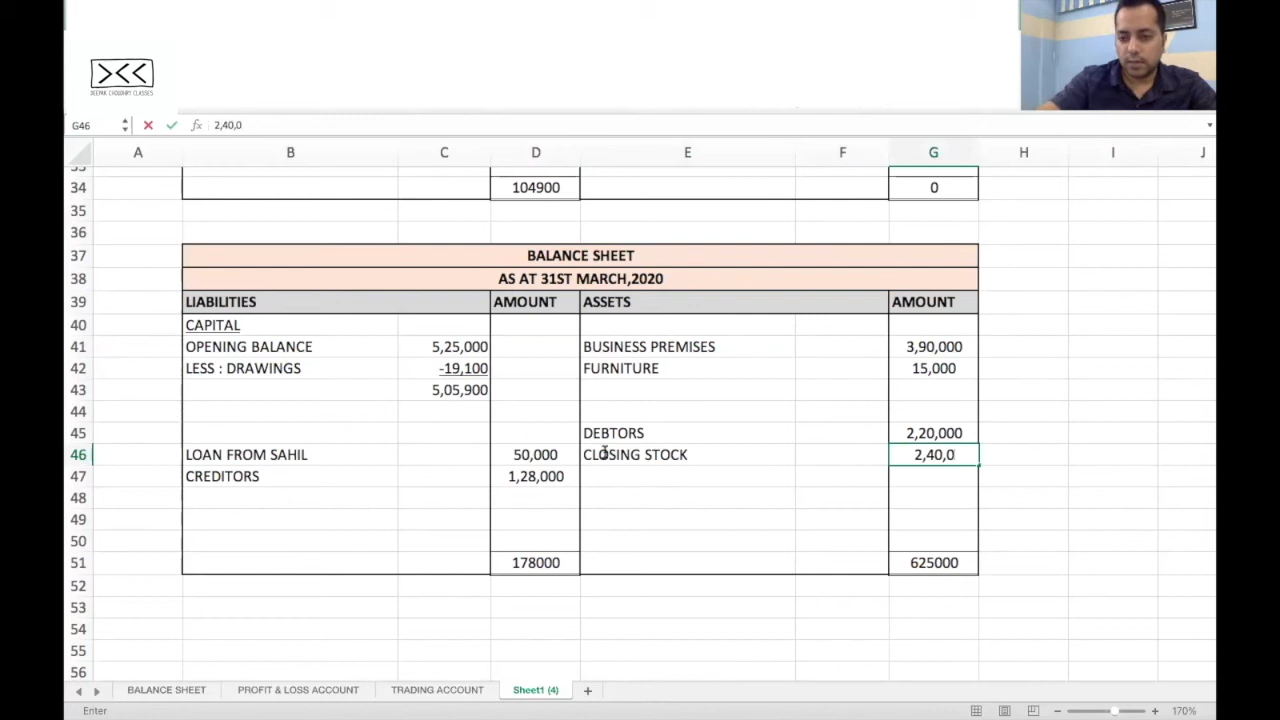 DEEPAK CHOUDHRY CLASSES
G46 fx 2,40,0
A B C D E F G H I J
34 104900 0
35
36
37 BALANCE SHEET
38 AS AT 31ST MARCH,2020
39 LIABILITIES AMOUNT ASSETS AMOUNT
40 CAPITAL
41 OPENING BALANCE 5,25,000 BUSINESS PREMISES 3,90,000
42 LESS : DRAWINGS -19,100 FURNITURE 15,000
43 5,05,900
44
45 DEBTORS 2,20,000
46 LOAN FROM SAHIL 50,000 CLOSING STOCK 2,40,0
47 CREDITORS 1,28,000
48
49
50
51 178000 625000
52
53
54
55
56
BALANCE SHEET PROFIT & LOSS ACCOUNT TRADING ACCOUNT Sheet1 (4) +
Enter − + 170%